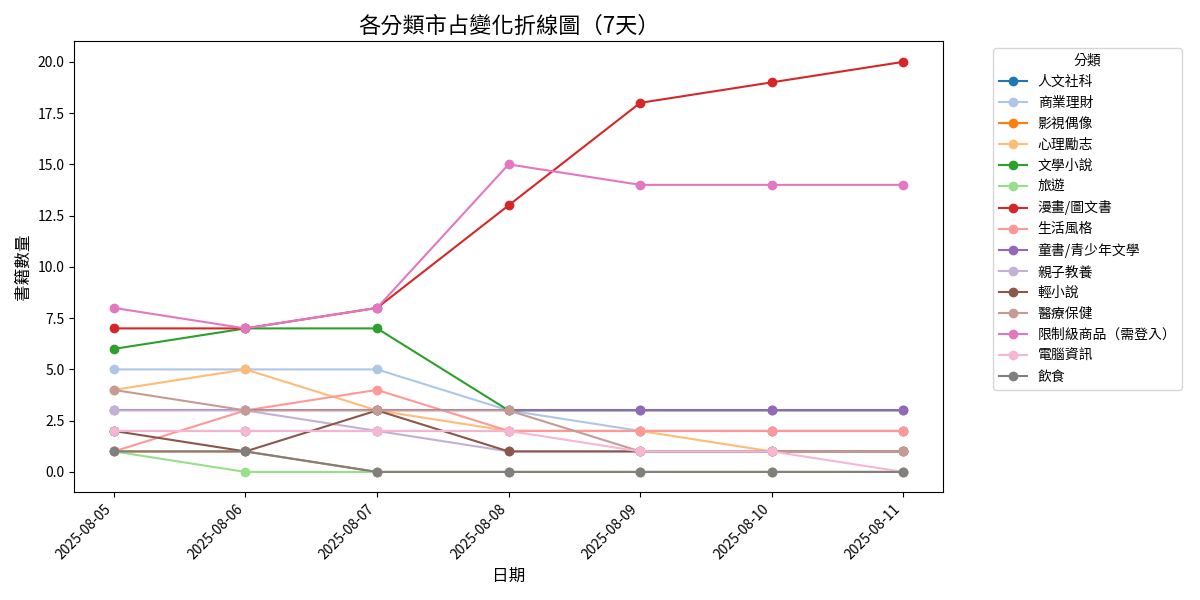 各分類市占變化折線圖（7天）
書籍數量
20.0
17.5
15.0
12.5
10.0
7.5
5.0
2.5
0.0
2025-08-05
2025-08-06
2025-08-07
2025-08-08
2025-08-09
2025-08-10
2025-08-11
日期
分類
人文社科
商業理財
影視偶像
心理勵志
文學小說
旅遊
漫畫/圖文書
生活風格
童書/青少年文學
親子教養
輕小說
醫療保健
限制級商品（需登入）
電腦資訊
飲食